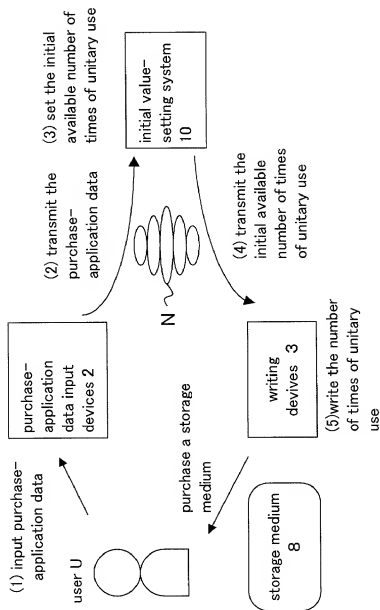 (1) input purchase-
application data
user U
purchase-
application
data input
devices 2
(2) transmit the
purchase-
application data
(3) set the initial
available number of
times of unitary use
initial value-
setting system
10
N
(4) transmit the
initial available
number of times
of unitary use
writing
devives 3
(5)write the number
of times of unitary
use
purchase a storage
medium
storage medium
8